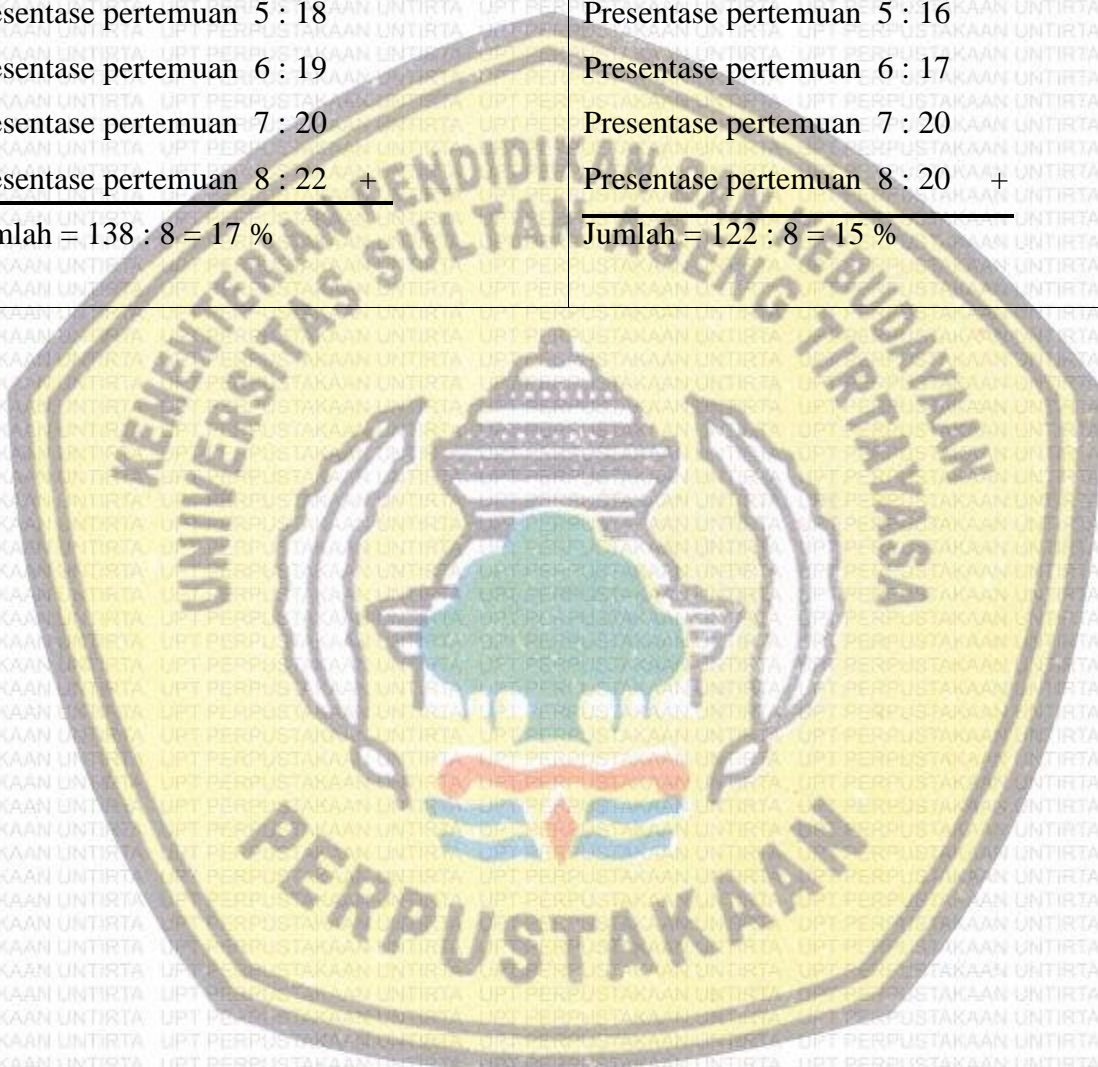 esentase pertemuan 5 : 18
esentase pertemuan 6 : 19
esentase pertemuan 7 : 20
esentase pertemuan 8 : 22 +
mlah = 138 : 8 = 17 %
Presentase pertemuan 5 : 16
Presentase pertemuan 6 : 17
Presentase pertemuan 7 : 20
Presentase pertemuan 8 : 20 +
Jumlah = 122 : 8 = 15 %
KEMENTERIAN PENDIDIKAN DAN KEBUDAYAAN
UNIVERSITAS SULTAN AGENG TIRTAYASA
PERPUSTAKAAN
UPT PERPUSTAKAAN UNTIRTA